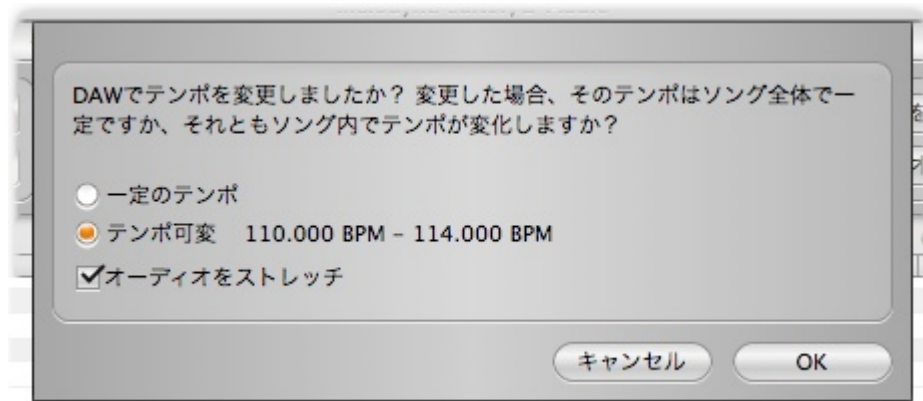 DAWでテンポを変更しましたか? 変更した場合、そのテンポはソング全体で一
定ですか、それともソング内でテンポが変化しますか?
一定のテンポ
テンポ可変 110.000 BPM – 114.000 BPM
オーディオをストレッチ
キャンセル OK